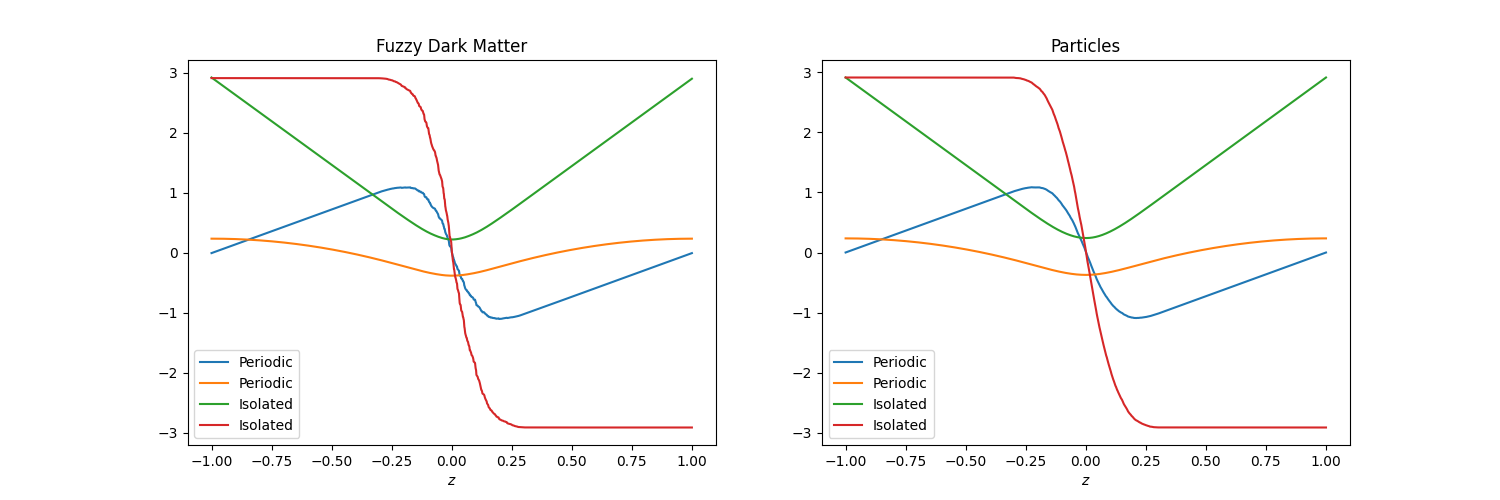 Fuzzy Dark Matter
3
2
1
0
−1
−2
−3
Periodic
Periodic
Isolated
Isolated
−1.00 −0.75 −0.50 −0.25 0.00 0.25 0.50 0.75 1.00
z
Particles
3
2
1
0
−1
−2
−3
Periodic
Periodic
Isolated
Isolated
−1.00 −0.75 −0.50 −0.25 0.00 0.25 0.50 0.75 1.00
z